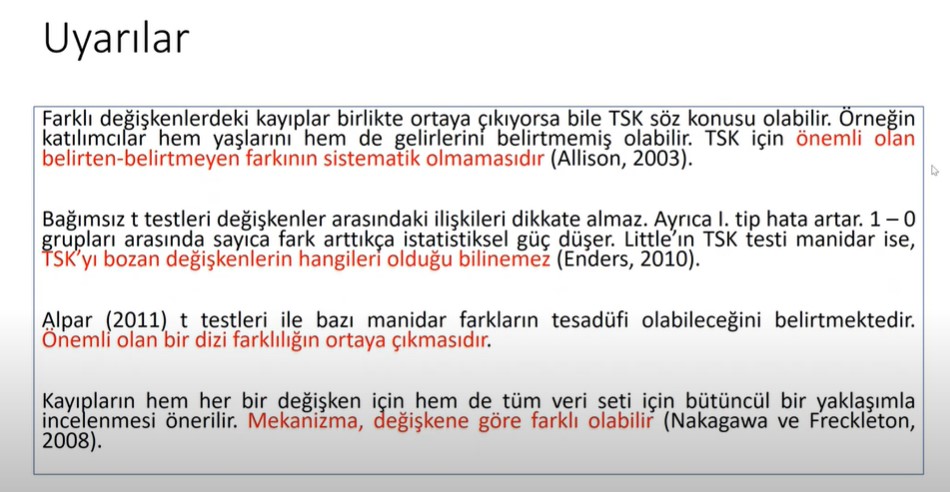 Uyarılar
Farklı değişkenlerdeki kayıplar birlikte ortaya çıkıyorsa bile TSK söz konusu olabilir. Örneğin
katılımcılar hem yaşlarını hem de gelirlerini belirtmemiş olabilir. TSK için önemli olan
belirten-belirtmeyen farkının sistematik olmamasıdır (Allison, 2003).
Bağımsız t testleri değişkenler arasındaki ilişkileri dikkate almaz. Ayrıca I. tip hata artar. 1 – 0
grupları arasında sayıca fark arttıkça istatistiksel güç düşer. Little’ın TSK testi manidar ise,
TSK’yı bozan değişkenlerin hangileri olduğu bilinemez (Enders, 2010).
Alpar (2011) t testleri ile bazı manidar farkların tesadüfi olabileceğini belirtmektedir.
Önemli olan bir dizi farklılığın ortaya çıkmasıdır.
Kayıpların hem her bir değişken için hem de tüm veri seti için bütüncül bir yaklaşımla
incelenmesi önerilir. Mekanizma, değişkene göre farklı olabilir (Nakagawa ve Freckleton,
2008).